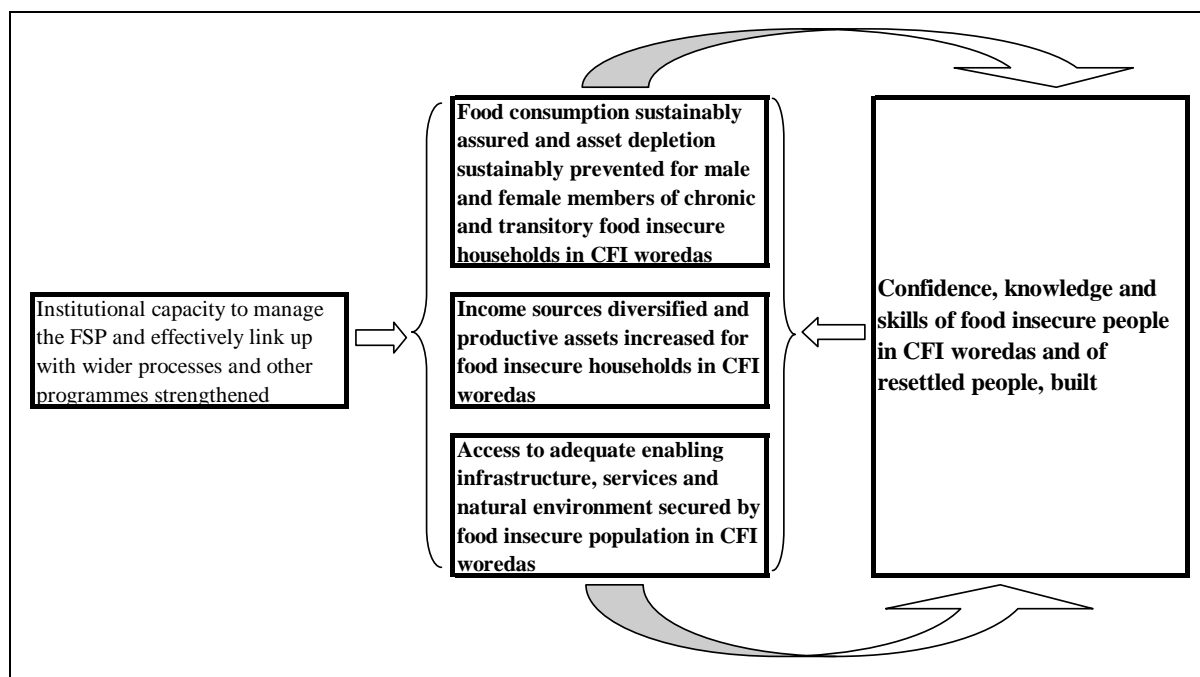 Institutional capacity to manage
the FSP and effectively link up
with wider processes and other
programmes strengthened
Food consumption sustainably
assured and asset depletion
sustainably prevented for male
and female members of chronic
and transitory food insecure
households in CFI woredas
Income sources diversified and
productive assets increased for
food insecure households in CFI
woredas
Access to adequate enabling
infrastructure, services and
natural environment secured by
food insecure population in CFI
woredas
Confidence, knowledge and
skills of food insecure people
in CFI woredas and of
resettled people, built